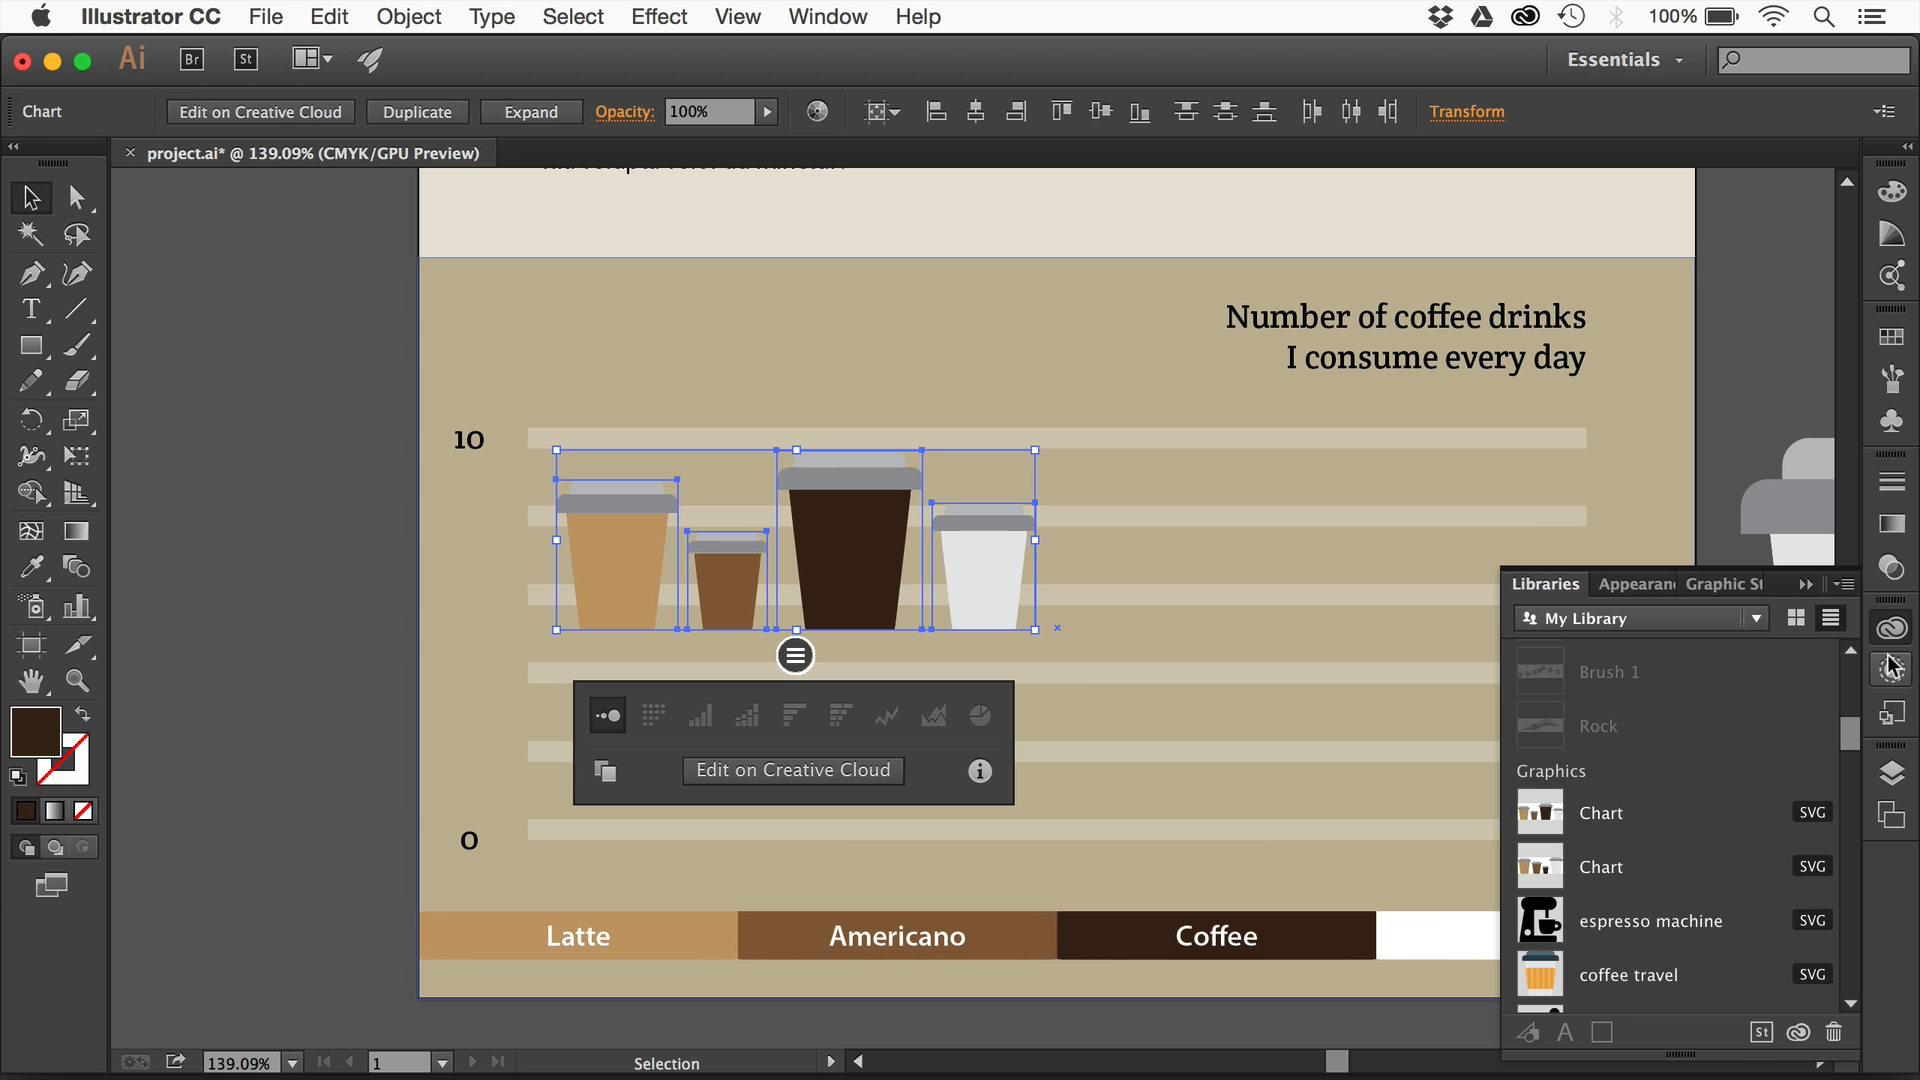 Illustrator CC File Edit Object Type Select Effect View Window Help 100%
Ai Br St Essentials
Chart Edit on Creative Cloud Duplicate Expand Opacity: 100% Transform
× project.ai* @ 139.09% (CMYK/GPU Preview)
Number of coffee drinks
I consume every day
10
0
Edit on Creative Cloud
Latte Americano Coffee
Libraries Appearan Graphic St
My Library
Brush 1
Rock
Graphics
Chart SVG
Chart SVG
espresso machine SVG
coffee travel SVG
St
139.09% 1 Selection